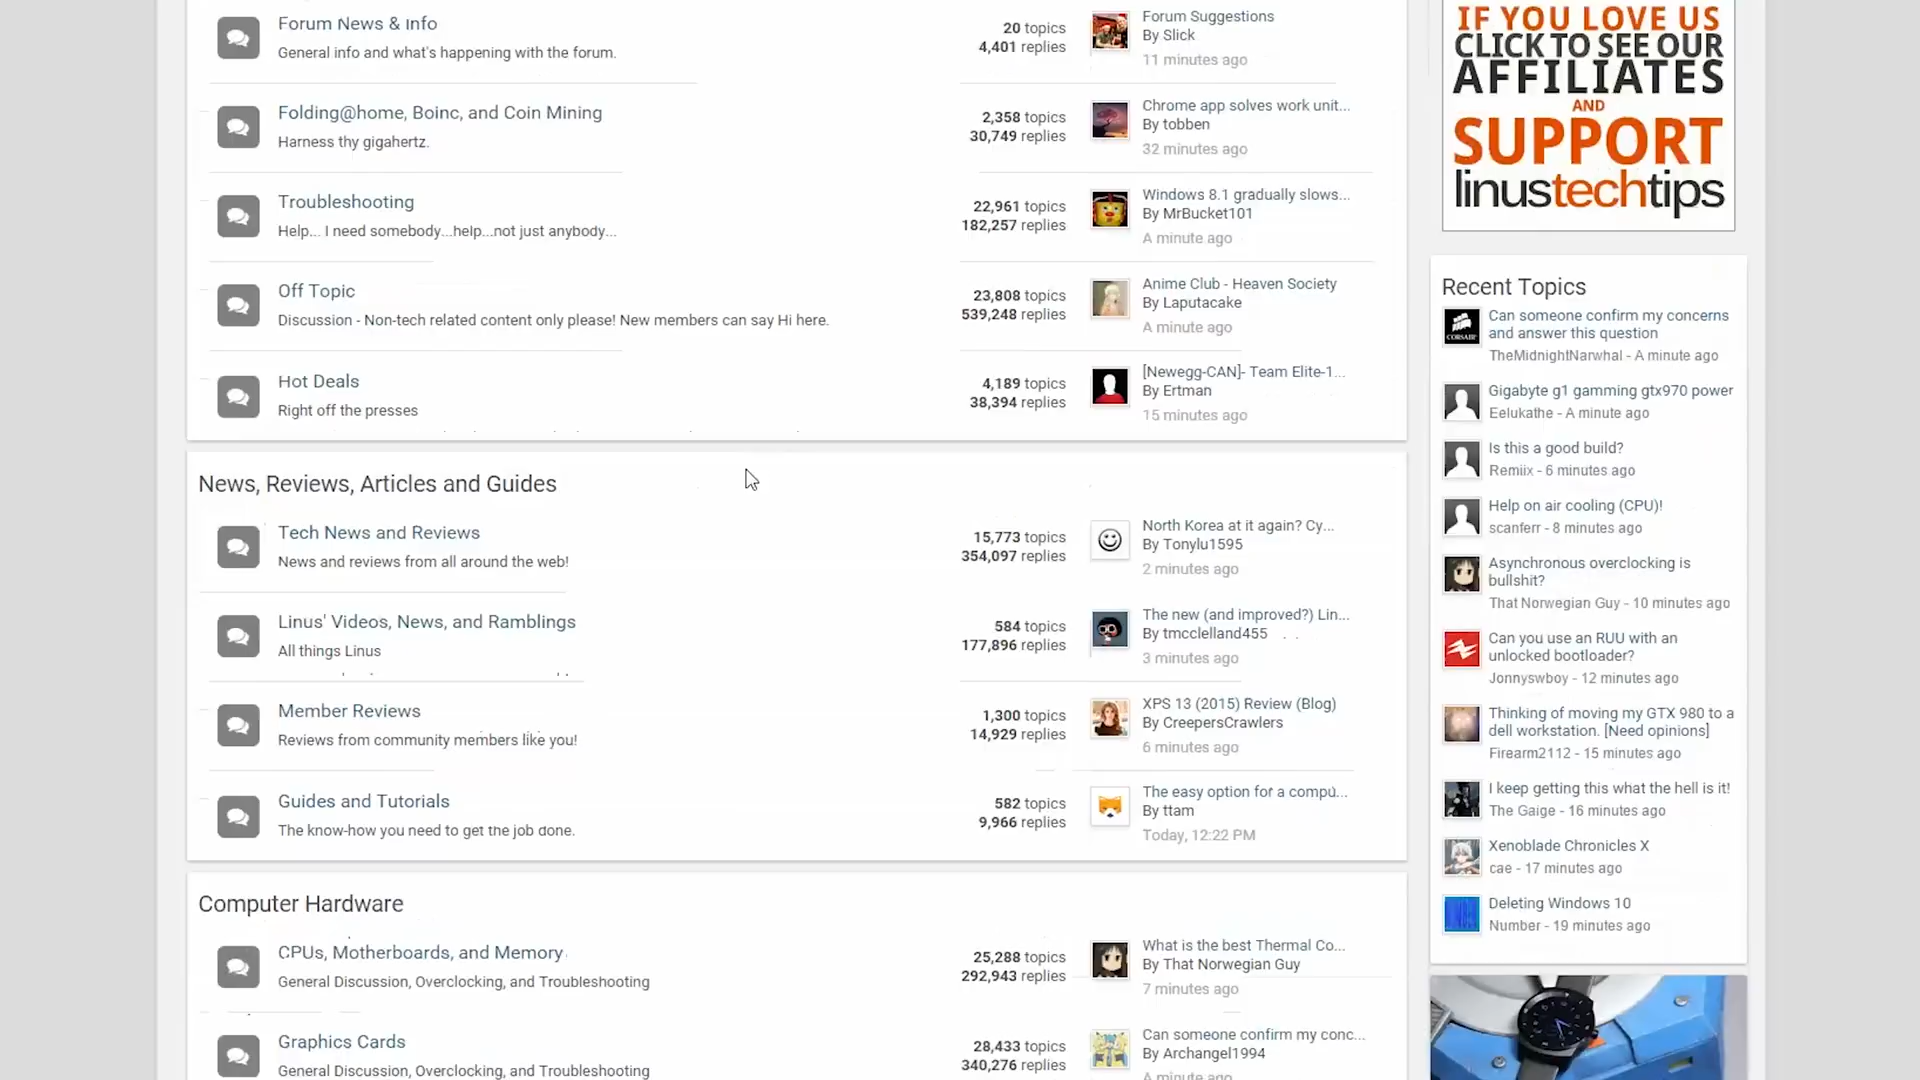 Forum News & Info
General info and what's happening with the forum.
20 topics
4,401 replies
Forum Suggestions
By Slick
11 minutes ago
Folding@home, Boinc, and Coin Mining
Harness thy gigahertz.
2,358 topics
30,749 replies
Chrome app solves work unit...
By tobben
32 minutes ago
Troubleshooting
Help... I need somebody...help...not just anybody...
22,961 topics
182,257 replies
Windows 8.1 gradually slows...
By MrBucket101
A minute ago
Off Topic
Discussion - Non-tech related content only please! New members can say Hi here.
23,808 topics
539,248 replies
Anime Club - Heaven Society
By Laputacake
A minute ago
Hot Deals
Right off the presses
4,189 topics
38,394 replies
[Newegg-CAN]- Team Elite-1...
By Ertman
15 minutes ago
News, Reviews, Articles and Guides
Tech News and Reviews
News and reviews from all around the web!
15,773 topics
354,097 replies
North Korea at it again? Cy...
By Tonylu1595
2 minutes ago
Linus' Videos, News, and Ramblings
All things Linus
584 topics
177,896 replies
The new (and improved?) Lin...
By tmcclelland455
3 minutes ago
Member Reviews
Reviews from community members like you!
1,300 topics
14,929 replies
XPS 13 (2015) Review (Blog)
By CreepersCrawlers
6 minutes ago
Guides and Tutorials
The know-how you need to get the job done.
582 topics
9,966 replies
The easy option for a compu...
By ttam
Today, 12:22 PM
Computer Hardware
CPUs, Motherboards, and Memory
General Discussion, Overclocking, and Troubleshooting
25,288 topics
292,943 replies
What is the best Thermal Co...
By That Norwegian Guy
7 minutes ago
Graphics Cards
General Discussion, Overclocking, and Troubleshooting
28,433 topics
340,276 replies
Can someone confirm my conc...
By Archangel1994
A minute ago
IF YOU LOVE US
CLICK TO SEE OUR
AFFILIATES
AND
SUPPORT
linustechtips
Recent Topics
CORSAIR
Can someone confirm my concerns
and answer this question
TheMidnightNarwhal - A minute ago
Gigabyte g1 gamming gtx970 power
Eelukathe - A minute ago
Is this a good build?
Remiix - 6 minutes ago
Help on air cooling (CPU)!
scanferr - 8 minutes ago
Asynchronous overclocking is
bullshit?
That Norwegian Guy - 10 minutes ago
Can you use an RUU with an
unlocked bootloader?
Jonnyswboy - 12 minutes ago
Thinking of moving my GTX 980 to a
dell workstation. [Need opinions]
Firearm2112 - 15 minutes ago
I keep getting this what the hell is it!
The Gaige - 16 minutes ago
Xenoblade Chronicles X
cae - 17 minutes ago
Deleting Windows 10
Number - 19 minutes ago